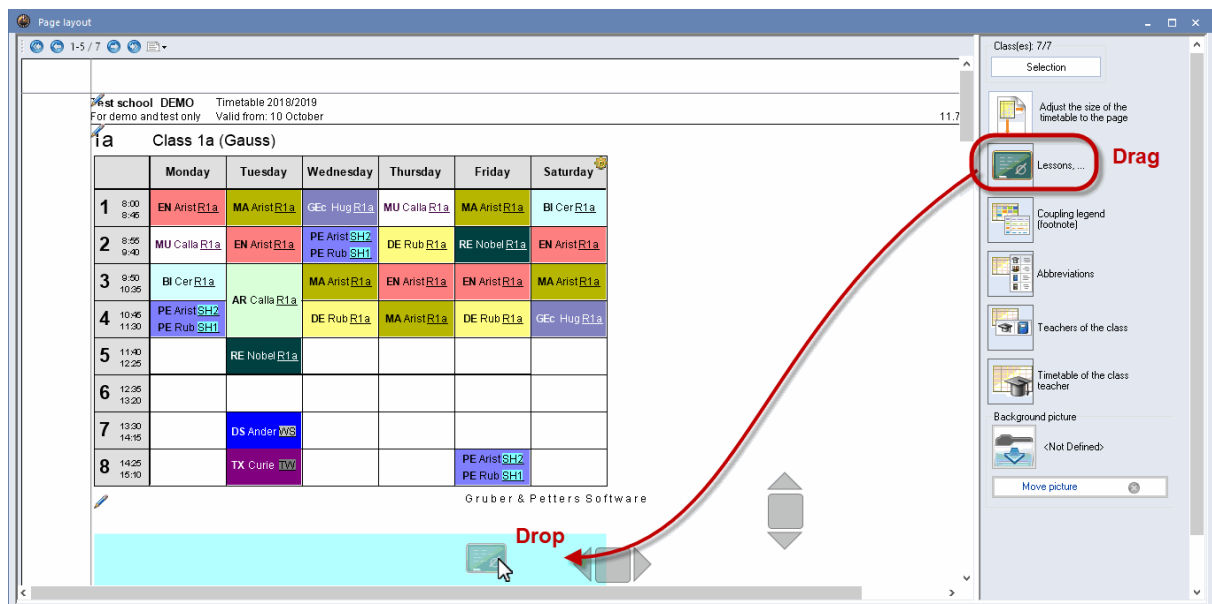 Page layout
1-5 / 7
Test school DEMO Timetable 2018/2019
For demo and test only Valid from: 10 October 11.7
1a Class 1a (Gauss)
Monday Tuesday Wednesday Thursday Friday Saturday
1 8:00 8:45 EN Arist R1a MA Arist R1a GEc Hug R1a MU Calla R1a MA Arist R1a BI Cer R1a
2 8:55 9:40 MU Calla R1a EN Arist R1a PE Arist SH2 PE Rub SH1 DE Rub R1a RE Nobel R1a EN Arist R1a
3 9:50 10:35 BI Cer R1a AR Calla R1a MA Arist R1a EN Arist R1a EN Arist R1a MA Arist R1a
4 10:45 11:30 PE Arist SH2 PE Rub SH1 DE Rub R1a MA Arist R1a DE Rub R1a GEc Hug R1a
5 11:40 12:25 RE Nobel R1a
6 12:35 13:20
7 13:30 14:15 DS Ander WS
8 14:25 15:10 TX Curie TW PE Arist SH2 PE Rub SH1
Gruber & Petters Software
Drop
Class(es): 7/7
Selection
Adjust the size of the
timetable to the page
Lessons, ...
Drag
Coupling legend
(footnote)
Abbreviations
Teachers of the class
Timetable of the class
teacher
Background picture
<Not Defined>
Move picture